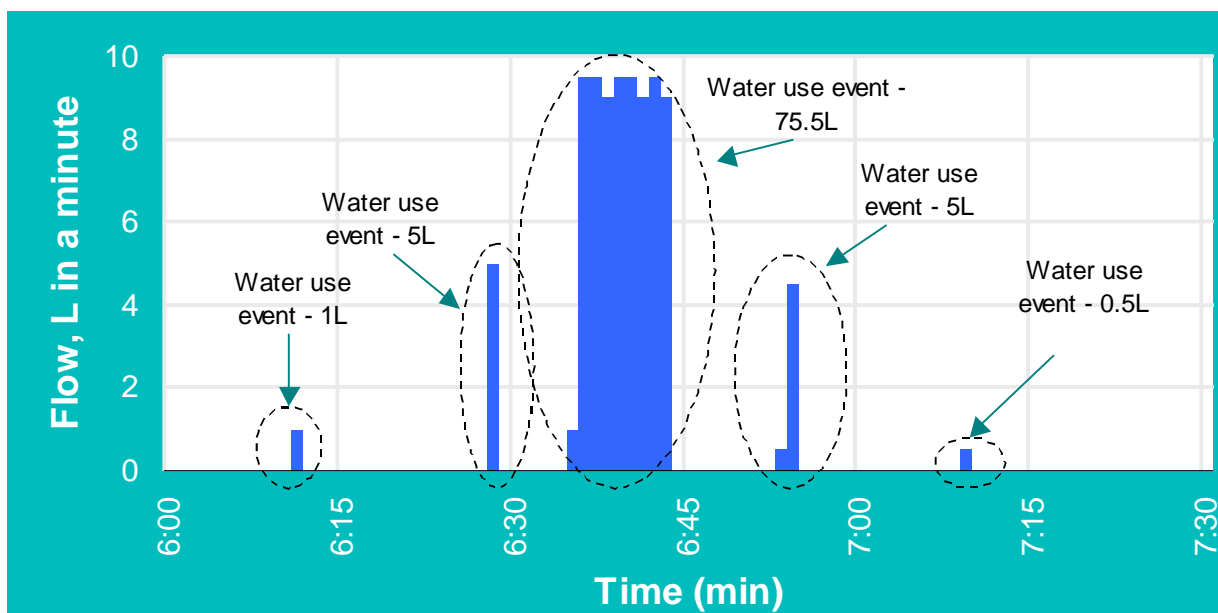 Flow, L in a minute
10
8
6
4
2
0
Water use
event - 1L
Water use
event - 5L
Water use event -
75.5L
Water use
event - 5L
Water use
event - 0.5L
6:00
6:15
6:30
6:45
7:00
7:15
7:30
Time (min)